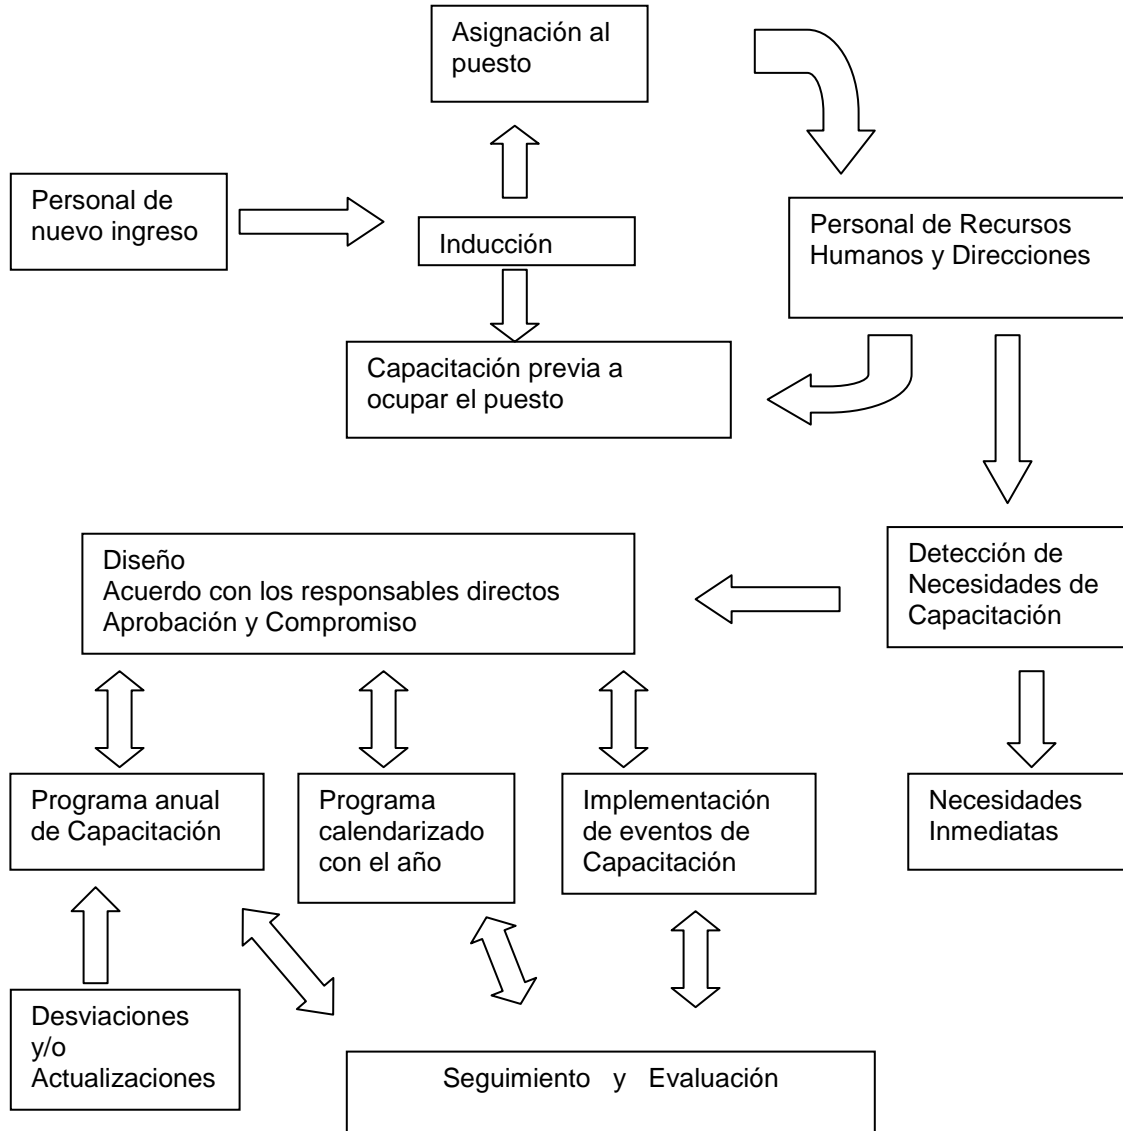 Asignación al
puesto
Personal de
nuevo ingreso
Inducción
Personal de Recursos
Humanos y Direcciones
Capacitación previa a
ocupar el puesto
Diseño
Acuerdo con los responsables directos
Aprobación y Compromiso
Detección de
Necesidades de
Capacitación
Programa anual
de Capacitación
Programa
calendarizado
con el año
Implementación
de eventos de
Capacitación
Necesidades
Inmediatas
Desviaciones
y/o
Actualizaciones
Seguimiento y Evaluación